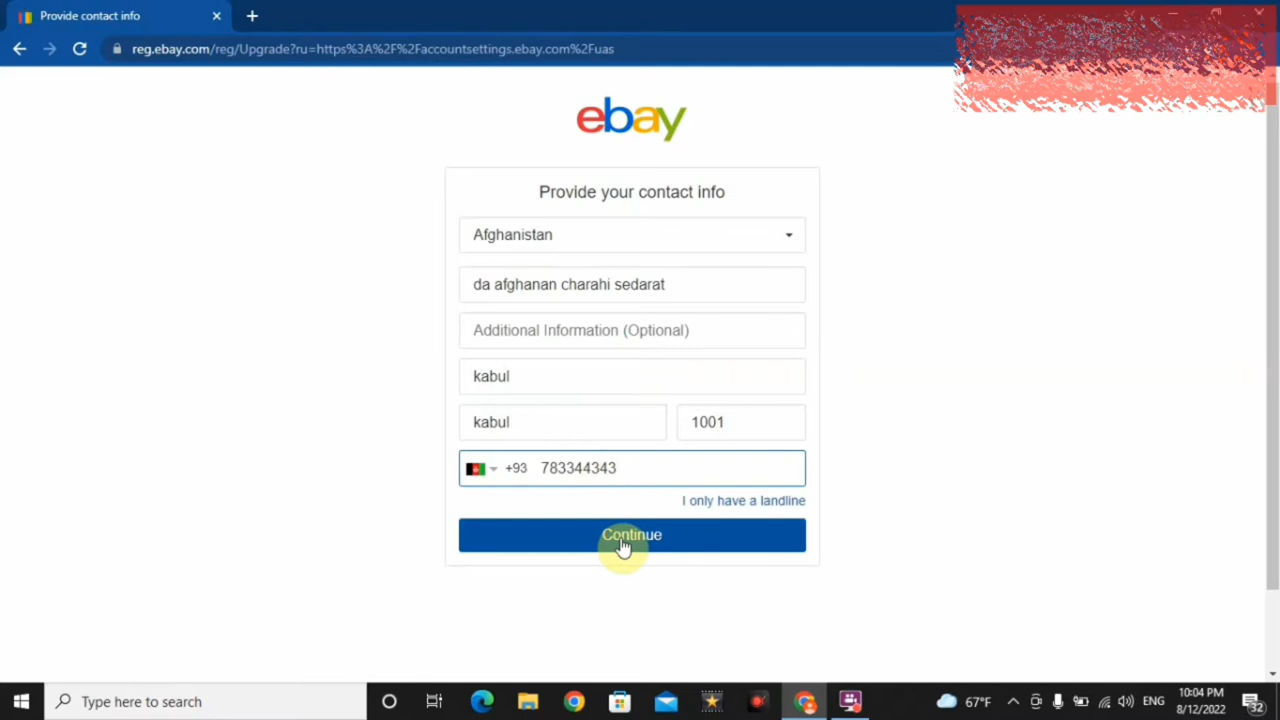 Provide contact info
reg.ebay.com/reg/Upgrade?ru=https%3A%2F%2Faccountsettings.ebay.com%2Fuas
ebay
Provide your contact info
Afghanistan
da afghanan charahi sedarat
Additional Information (Optional)
kabul
kabul 1001
+93 783344343
I only have a landline
Continue
Type here to search
67°F
ENG
10:04 PM
8/12/2022
32